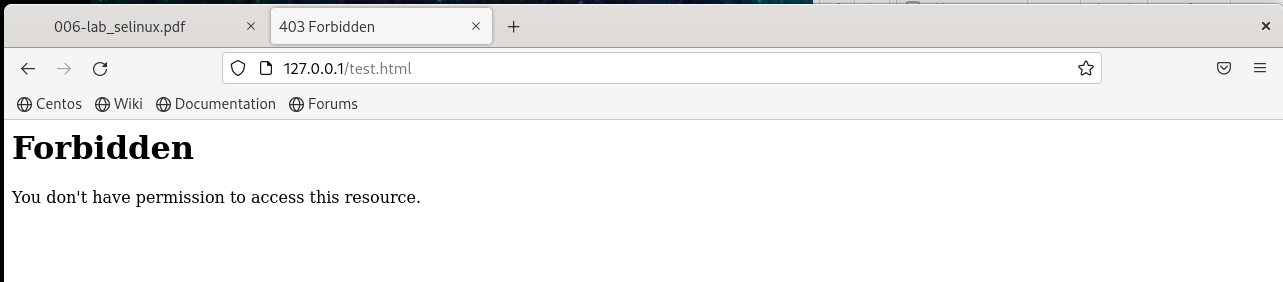 006-lab_selinux.pdf 403 Forbidden
127.0.0.1/test.html
Centos Wiki Documentation Forums
Forbidden
You don't have permission to access this resource.